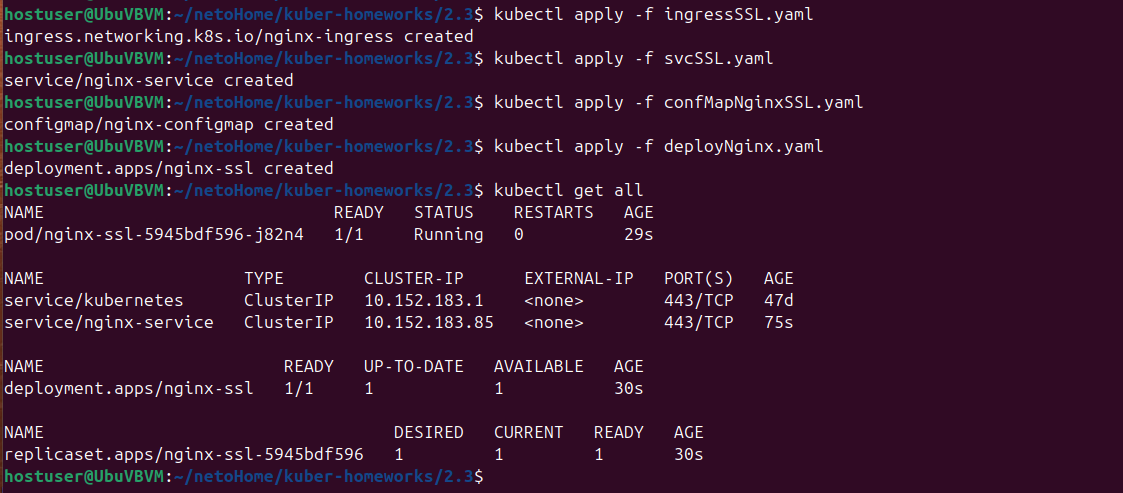 hostuser@UbuVBVM:~/netoHome/kuber-homeworks/2.3$ kubectl apply -f ingressSSL.yaml
ingress.networking.k8s.io/nginx-ingress created
hostuser@UbuVBVM:~/netoHome/kuber-homeworks/2.3$ kubectl apply -f svcSSL.yaml
service/nginx-service created
hostuser@UbuVBVM:~/netoHome/kuber-homeworks/2.3$ kubectl apply -f confMapNginxSSL.yaml
configmap/nginx-configmap created
hostuser@UbuVBVM:~/netoHome/kuber-homeworks/2.3$ kubectl apply -f deployNginx.yaml
deployment.apps/nginx-ssl created
hostuser@UbuVBVM:~/netoHome/kuber-homeworks/2.3$ kubectl get all
NAME                             READY   STATUS    RESTARTS   AGE
pod/nginx-ssl-5945bdf596-j82n4   1/1     Running   0          29s

NAME                    TYPE        CLUSTER-IP      EXTERNAL-IP   PORT(S)   AGE
service/kubernetes      ClusterIP   10.152.183.1    <none>        443/TCP   47d
service/nginx-service   ClusterIP   10.152.183.85   <none>        443/TCP   75s

NAME                        READY   UP-TO-DATE   AVAILABLE   AGE
deployment.apps/nginx-ssl   1/1     1            1           30s

NAME                                   DESIRED   CURRENT   READY   AGE
replicaset.apps/nginx-ssl-5945bdf596   1         1         1       30s
hostuser@UbuVBVM:~/netoHome/kuber-homeworks/2.3$